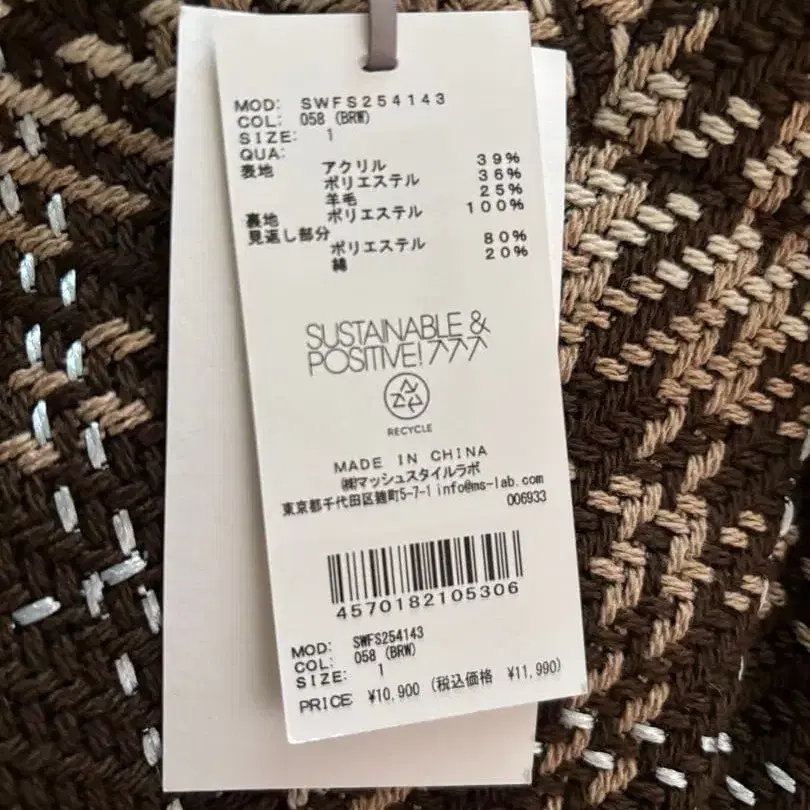 MOD: SWFS254143
COL: 058 (BRW)
SIZE: 1
QUA:
表地 アクリル 39%
ポリエステル 36%
羊毛 25%
裏地 ポリエステル 100%
見返し部分
ポリエステル 80%
綿 20%
SUSTAINABLE &
POSITIVE! 777
RECYCLE
MADE IN CHINA
㈱マッシュスタイルラボ
東京都千代田区麹町5-7-1 info@ms-lab.com
006933
4570182105306
MOD: SWFS254143
COL: 058 (BRW)
SIZE: 1
PRICE: ¥10,900 (税込価格 ¥11,990)